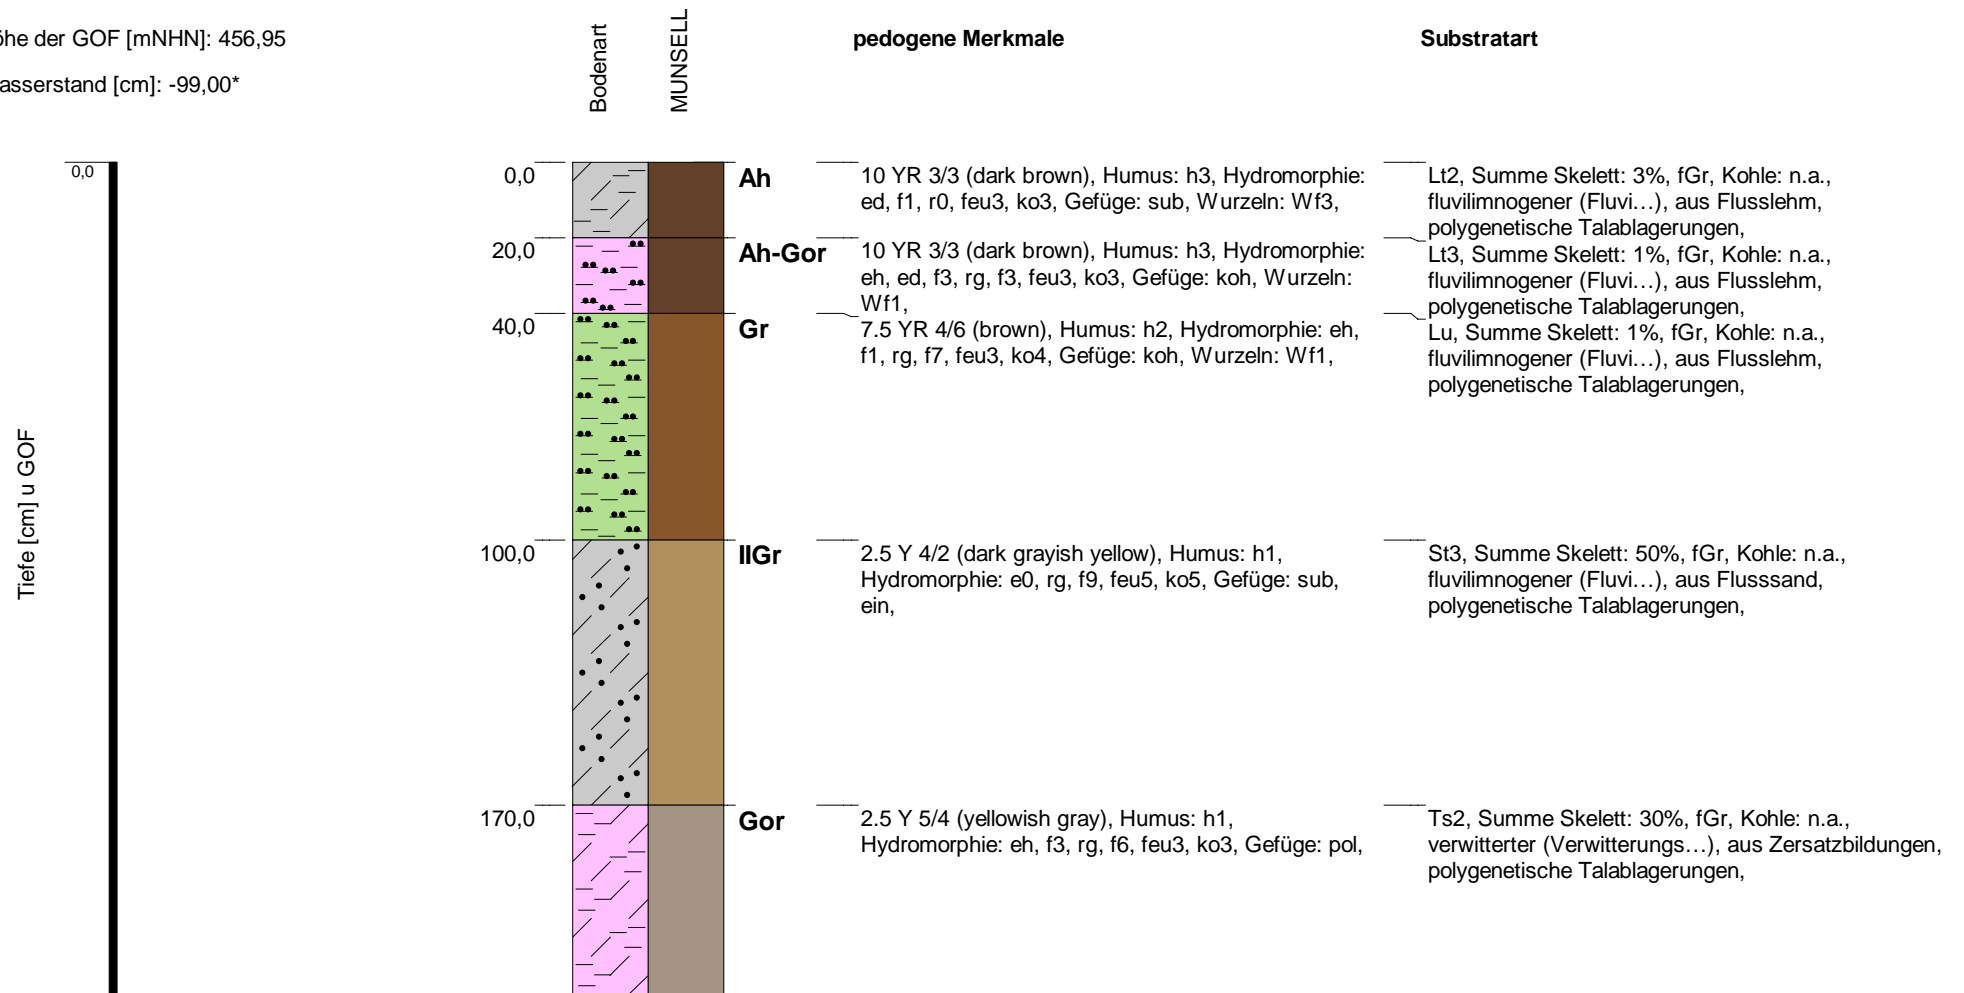 öhe der GOF [mNHN]: 456,95
asserstand [cm]: -99,00*
Bodenart
MUNSELL
pedogene Merkmale
Substratart
Tiefe [cm] u GOF
0,0
0,0
Ah
10 YR 3/3 (dark brown), Humus: h3, Hydromorphie:
ed, f1, r0, feu3, ko3, Gefüge: sub, Wurzeln: Wf3,
Lt2, Summe Skelett: 3%, fGr, Kohle: n.a.,
fluvilimnogener (Fluvi…), aus Flusslehm,
polygenetische Talablagerungen,
20,0
Ah-Gor
10 YR 3/3 (dark brown), Humus: h3, Hydromorphie:
eh, ed, f3, rg, f3, feu3, ko3, Gefüge: koh, Wurzeln:
Wf1,
Lt3, Summe Skelett: 1%, fGr, Kohle: n.a.,
fluvilimnogener (Fluvi…), aus Flusslehm,
polygenetische Talablagerungen,
40,0
Gr
7.5 YR 4/6 (brown), Humus: h2, Hydromorphie: eh,
f1, rg, f7, feu3, ko4, Gefüge: koh, Wurzeln: Wf1,
Lu, Summe Skelett: 1%, fGr, Kohle: n.a.,
fluvilimnogener (Fluvi…), aus Flusslehm,
polygenetische Talablagerungen,
100,0
IIGr
2.5 Y 4/2 (dark grayish yellow), Humus: h1,
Hydromorphie: e0, rg, f9, feu5, ko5, Gefüge: sub,
ein,
St3, Summe Skelett: 50%, fGr, Kohle: n.a.,
fluvilimnogener (Fluvi…), aus Flusssand,
polygenetische Talablagerungen,
170,0
Gor
2.5 Y 5/4 (yellowish gray), Humus: h1,
Hydromorphie: eh, f3, rg, f6, feu3, ko3, Gefüge: pol,
Ts2, Summe Skelett: 30%, fGr, Kohle: n.a.,
verwitterter (Verwitterungs…), aus Zersatzbildungen,
polygenetische Talablagerungen,